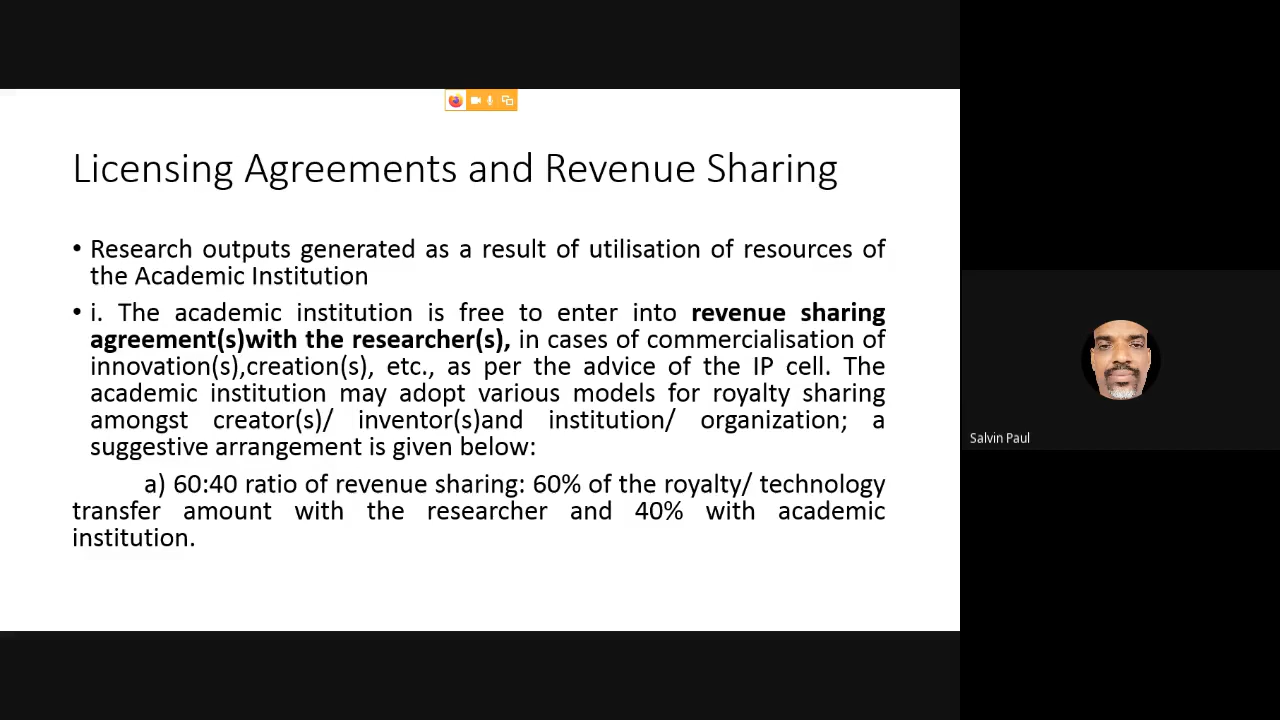 Licensing Agreements and Revenue Sharing
• Research outputs generated as a result of utilisation of resources of
the Academic Institution
• i. The academic institution is free to enter into revenue sharing
agreement(s)with the researcher(s), in cases of commercialisation of
innovation(s),creation(s), etc., as per the advice of the IP cell. The
academic institution may adopt various models for royalty sharing
amongst creator(s)/ inventor(s)and institution/ organization; a
suggestive arrangement is given below:
a) 60:40 ratio of revenue sharing: 60% of the royalty/ technology
transfer amount with the researcher and 40% with academic
institution.
Salvin Paul